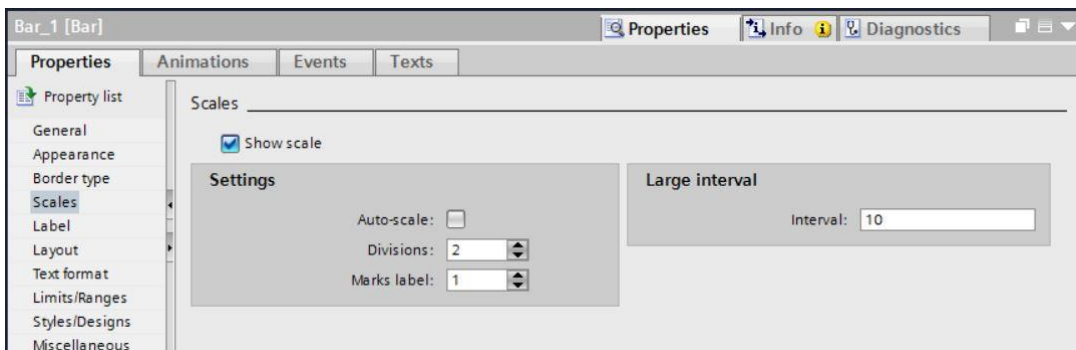 Bar_1 [Bar]
Properties
Info
Diagnostics
Properties
Animations
Events
Texts
Property list
General
Appearance
Border type
Scales
Label
Layout
Text format
Limits/Ranges
Styles/Designs
Miscellaneous
Scales
Show scale
Settings
Auto-scale:
Divisions: 2
Marks label: 1
Large interval
Interval: 10